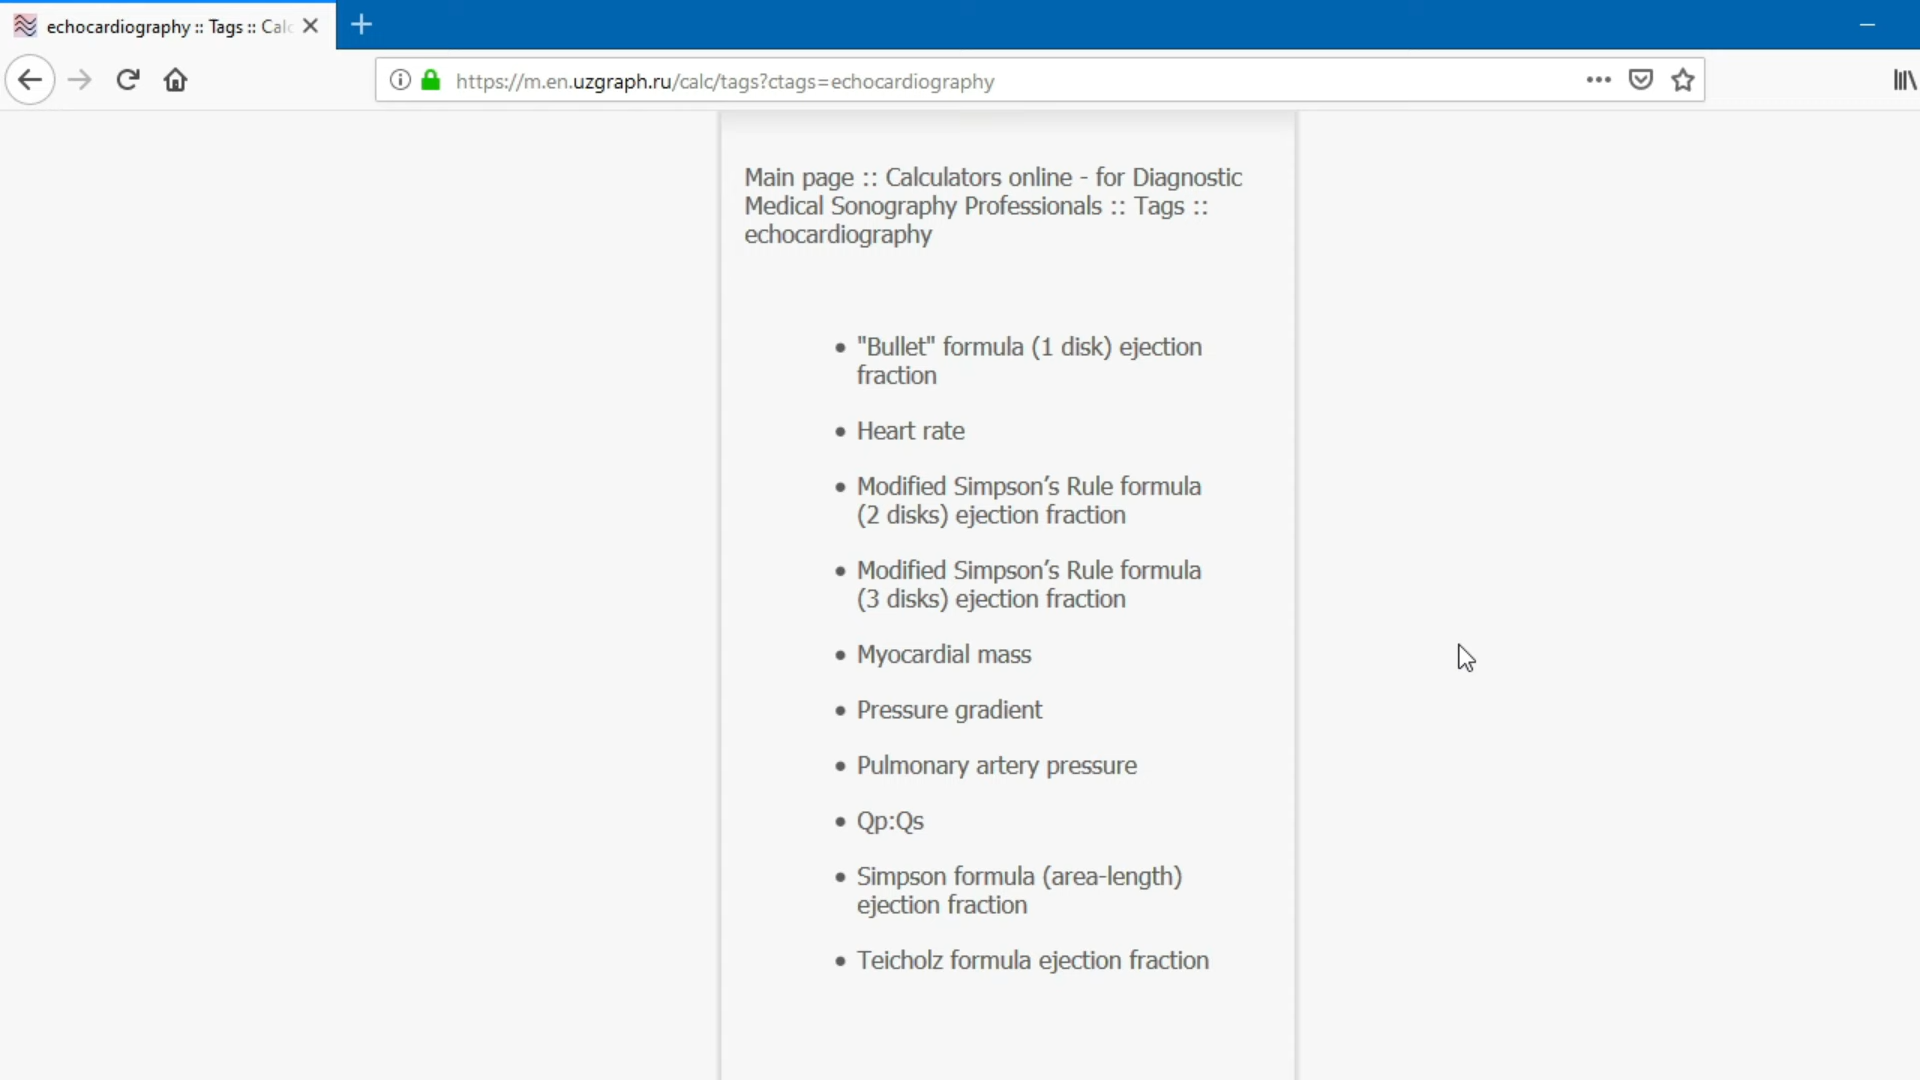 echocardiography :: Tags :: Calc
https://m.en.uzgraph.ru/calc/tags?ctags=echocardiography
Main page :: Calculators online - for Diagnostic
Medical Sonography Professionals :: Tags ::
echocardiography
"Bullet" formula (1 disk) ejection
fraction
Heart rate
Modified Simpson’s Rule formula
(2 disks) ejection fraction
Modified Simpson’s Rule formula
(3 disks) ejection fraction
Myocardial mass
Pressure gradient
Pulmonary artery pressure
Qp:Qs
Simpson formula (area-length)
ejection fraction
Teicholz formula ejection fraction